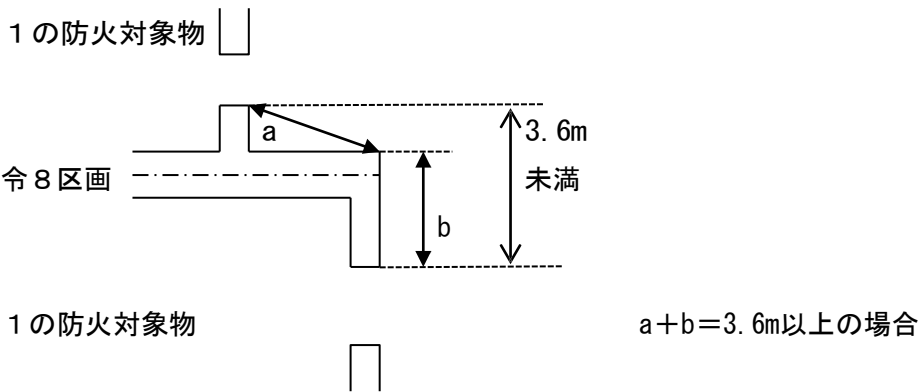 １の防火対象物
a
3.6m
未満
令８区画
b
１の防火対象物
a＋b＝3.6m以上の場合